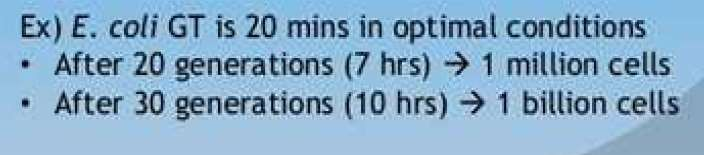 Ex) E. coli GT is 20 mins in optimal conditions
• After 20 generations (7 hrs) → 1 million cells
• After 30 generations (10 hrs) → 1 billion cells